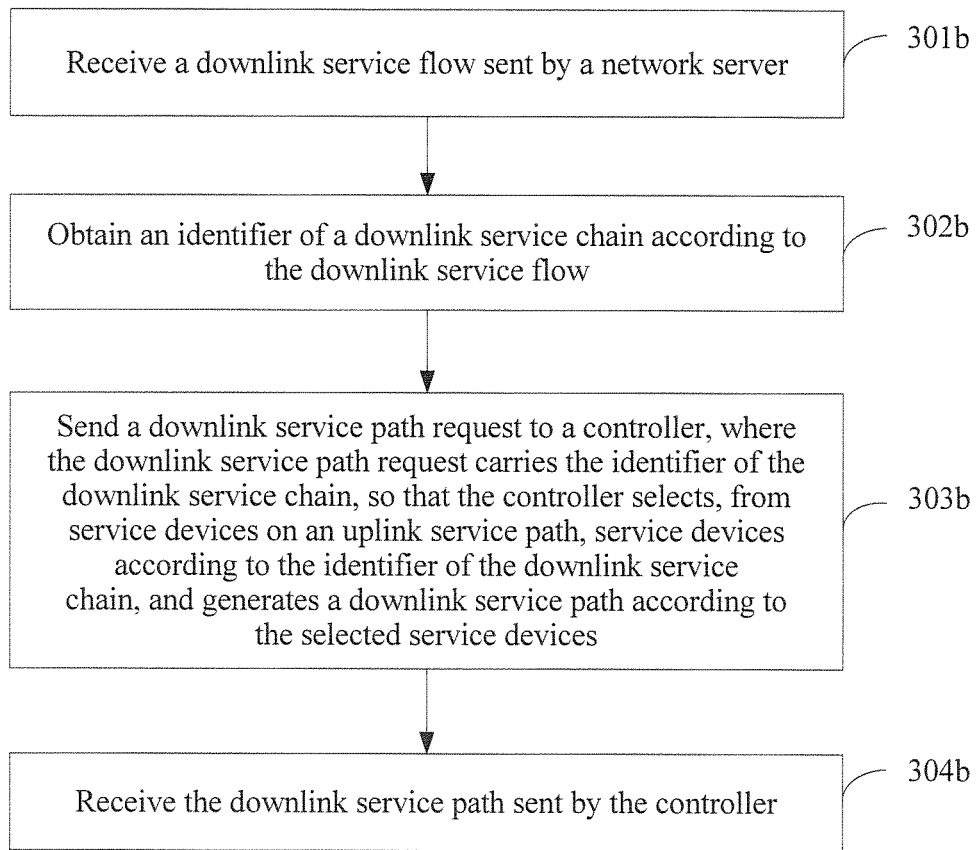 Receive a downlink service flow sent by a network server
301b
Obtain an identifier of a downlink service chain according to
the downlink service flow
302b
Send a downlink service path request to a controller, where
the downlink service path request carries the identifier of the
downlink service chain, so that the controller selects, from
service devices on an uplink service path, service devices
according to the identifier of the downlink service
chain, and generates a downlink service path according to
the selected service devices
303b
Receive the downlink service path sent by the controller
304b